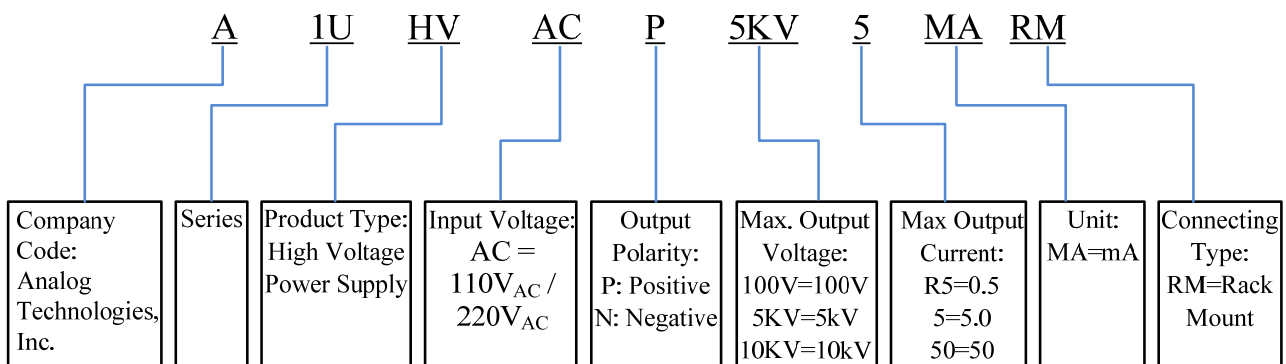 A 1U HV AC P 5KV 5 MA RM
Company
Code:
Analog
Technologies,
Inc.
Series
Product Type:
High Voltage
Power Supply
Input Voltage:
AC =
110VAC /
220VAC
Output
Polarity:
P: Positive
N: Negative
Max. Output
Voltage:
100V=100V
5KV=5kV
10KV=10kV
Max Output
Current:
R5=0.5
5=5.0
50=50
Unit:
MA=mA
Connecting
Type:
RM=Rack
Mount